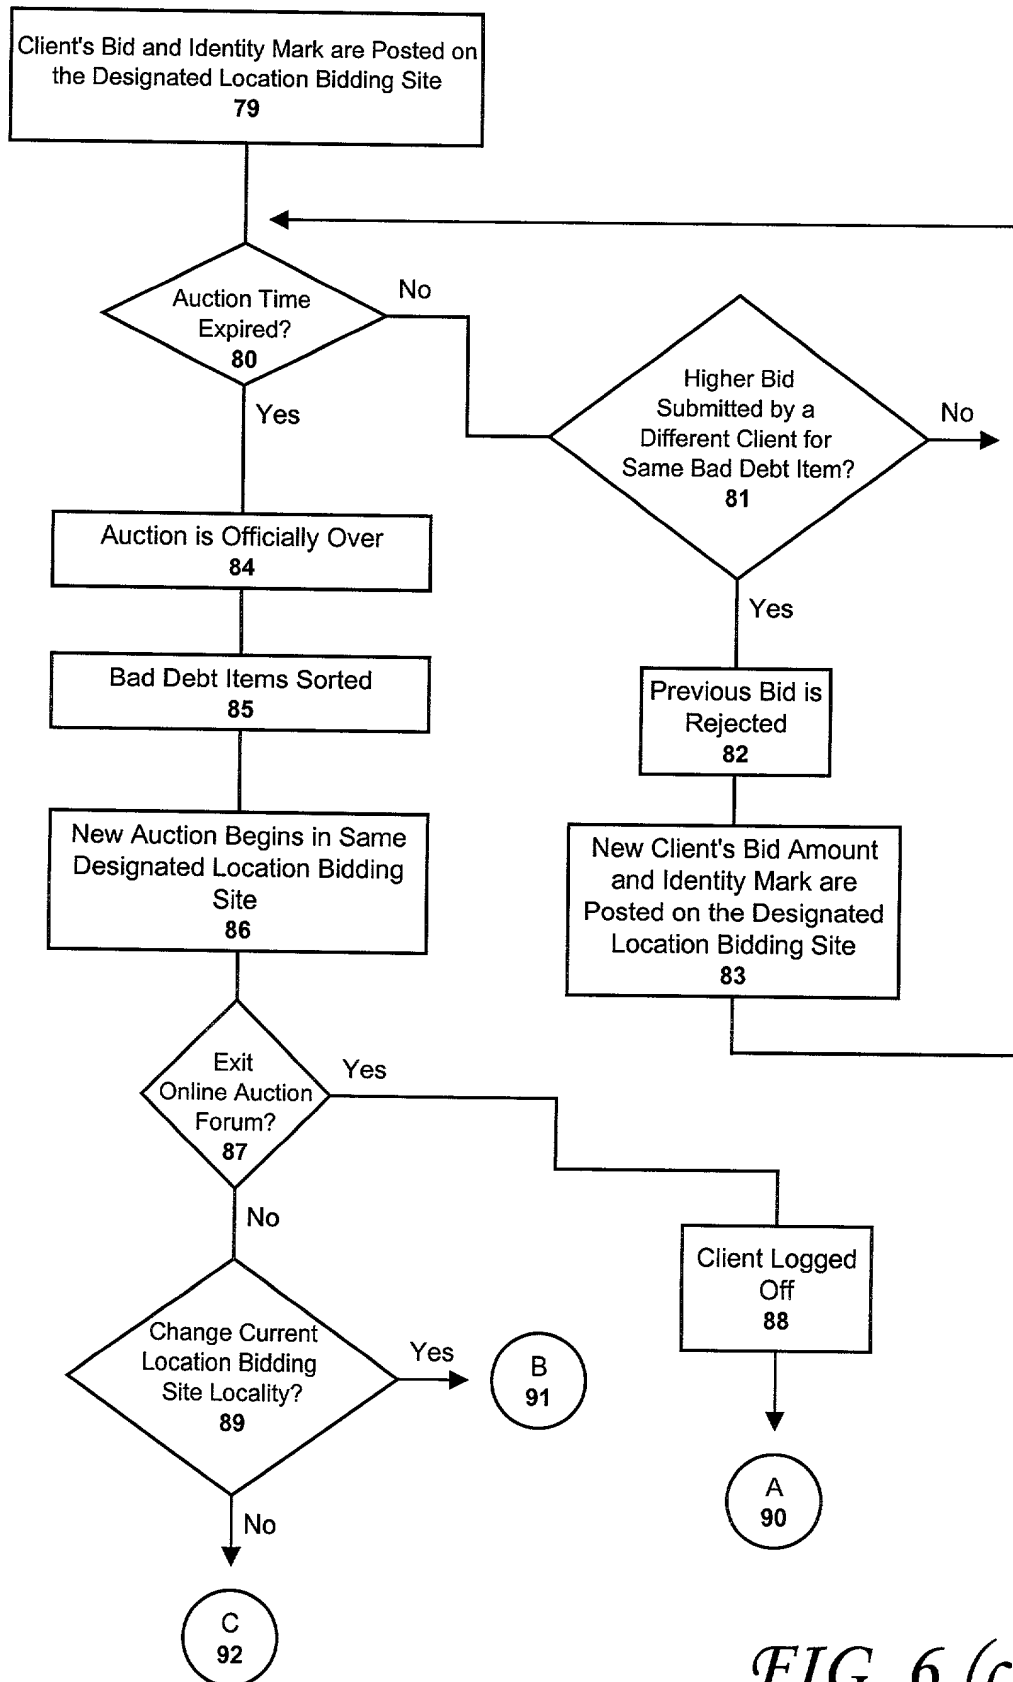 Client's Bid and Identity Mark are Posted on
the Designated Location Bidding Site
79
Auction Time
Expired?
80
No
Yes
Higher Bid
Submitted by a
Different Client for
Same Bad Debt Item?
81
No
Yes
Auction is Officially Over
84
Bad Debt Items Sorted
85
Previous Bid is
Rejected
82
New Auction Begins in Same
Designated Location Bidding
Site
86
New Client's Bid Amount
and Identity Mark are
Posted on the Designated
Location Bidding Site
83
Exit
Online Auction
Forum?
87
Yes
No
Client Logged
Off
88
Change Current
Location Bidding
Site Locality?
89
Yes
B
91
No
A
90
C
92
FIG. 6 (c